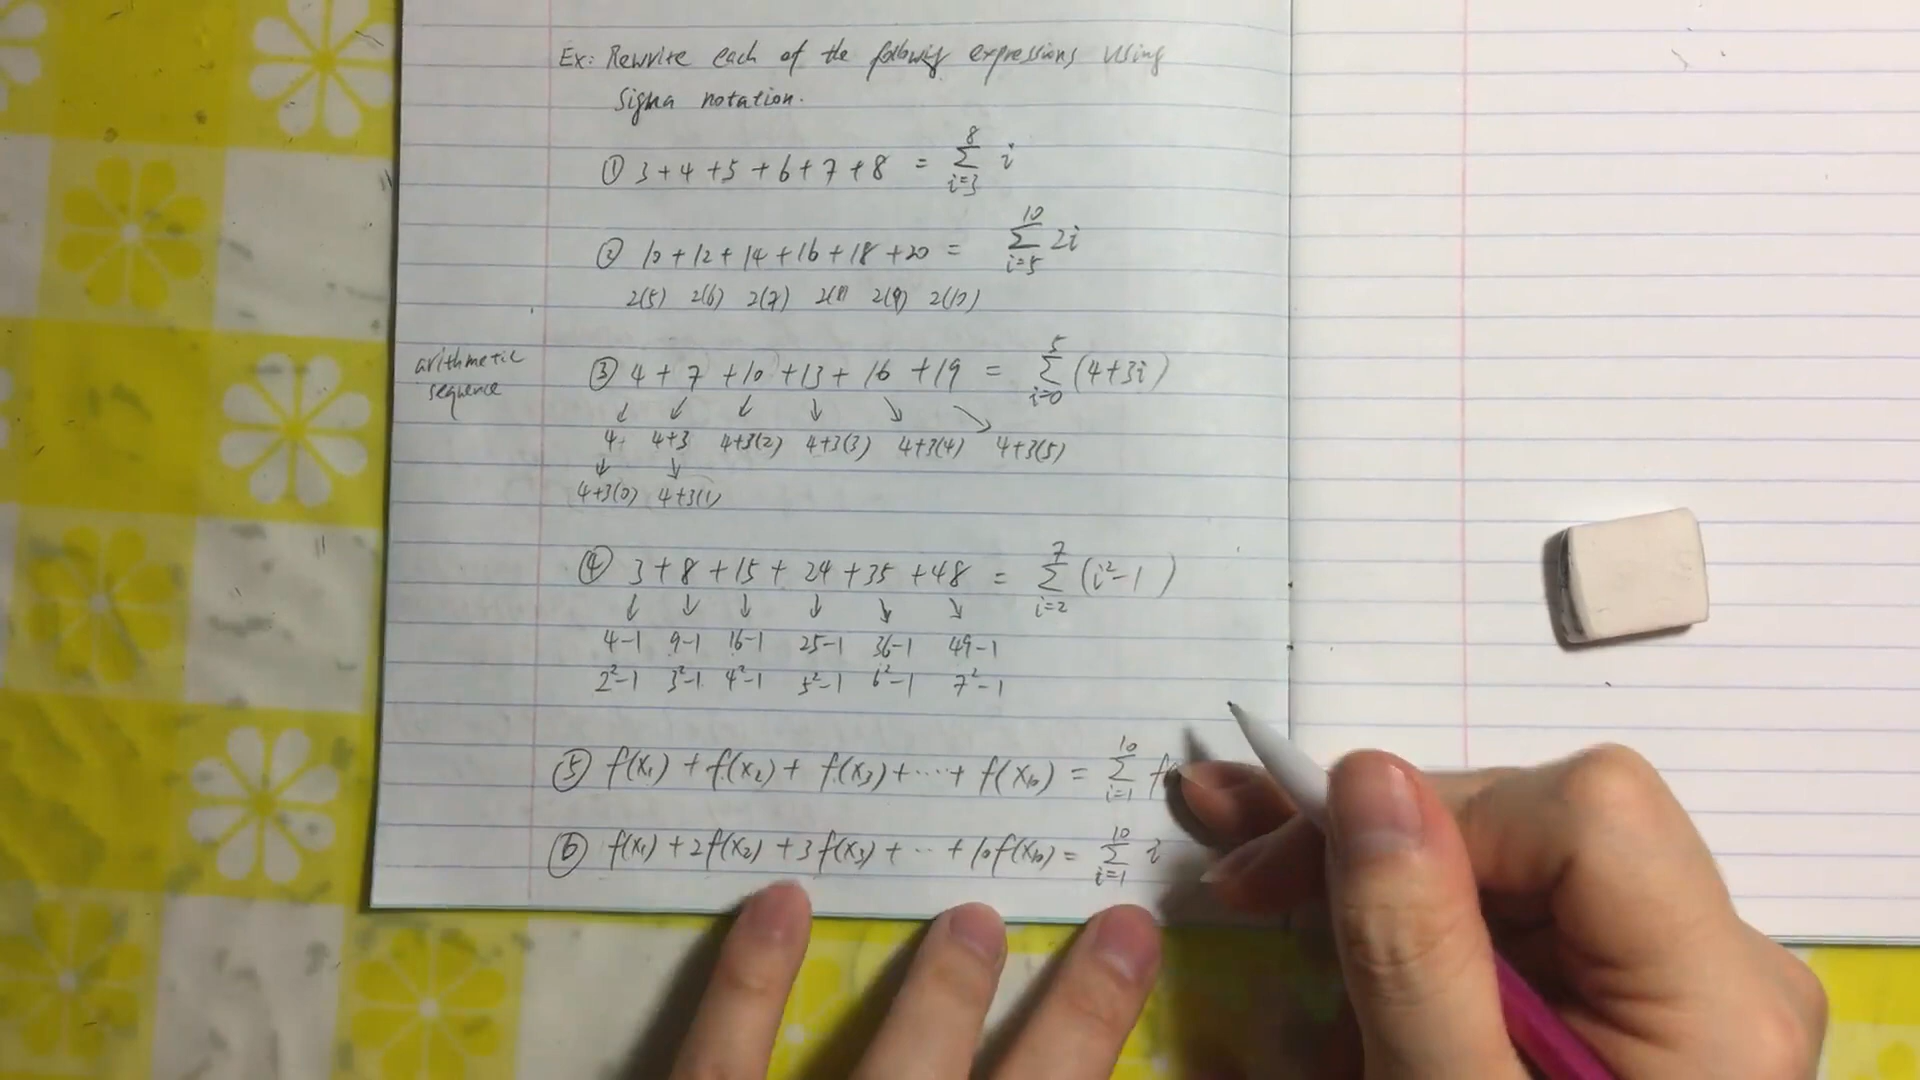 Ex: Rewrite each of the following expressions using
Sigma notation.
① 3+4+5+6+7+8 = \sum_{i=3}^{8} i
② 10+12+14+16+18+20 = \sum_{i=5}^{10} 2i
2(5) 2(6) 2(7) 2(8) 2(9) 2(10)
arithmetic
sequence
③ 4+7+10+13+16+19 = \sum_{i=0}^{5} (4+3i)
↓ ↓ ↓ ↓ ↘ ↘
4+ 4+3 4+3(2) 4+3(3) 4+3(4) 4+3(5)
↓ ↓
4+3(0) 4+3(1)
④ 3+8+15+24+35+48 = \sum_{i=2}^{7} (i²-1)
↓ ↓ ↓ ↓ ↘ ↘
4-1 9-1 16-1 25-1 36-1 49-1
2²-1 3²-1 4²-1 5²-1 6²-1 7²-1
⑤ f(x₁)+f(x₂)+f(x₃)+⋯+f(x₁₀) = \sum_{i=1}^{10} f
⑥ f(x₁)+2f(x₂)+3f(x₃)+⋯+10f(x₁₀) = \sum_{i=1}^{10} i